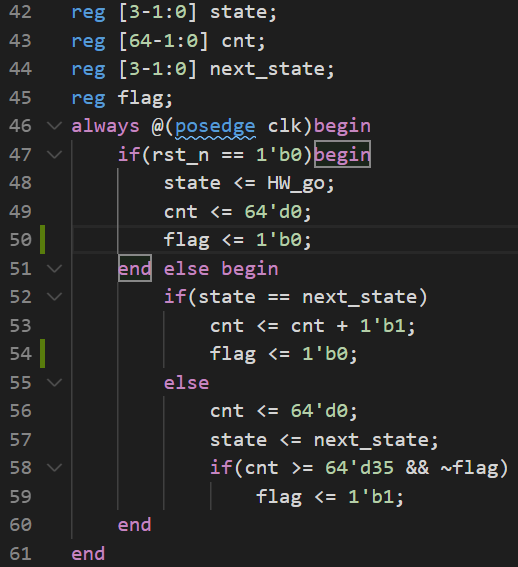 42 reg [3-1:0] state;
43 reg [64-1:0] cnt;
44 reg [3-1:0] next_state;
45 reg flag;
46 always @(posedge clk)begin
47     if(rst_n == 1'b0)begin
48         state <= HW_go;
49         cnt <= 64'd0;
50         flag <= 1'b0;
51     end else begin
52         if(state == next_state)
53             cnt <= cnt + 1'b1;
54             flag <= 1'b0;
55         else
56             cnt <= 64'd0;
57             state <= next_state;
58             if(cnt >= 64'd35 && ~flag)
59                 flag <= 1'b1;
60     end
61 end